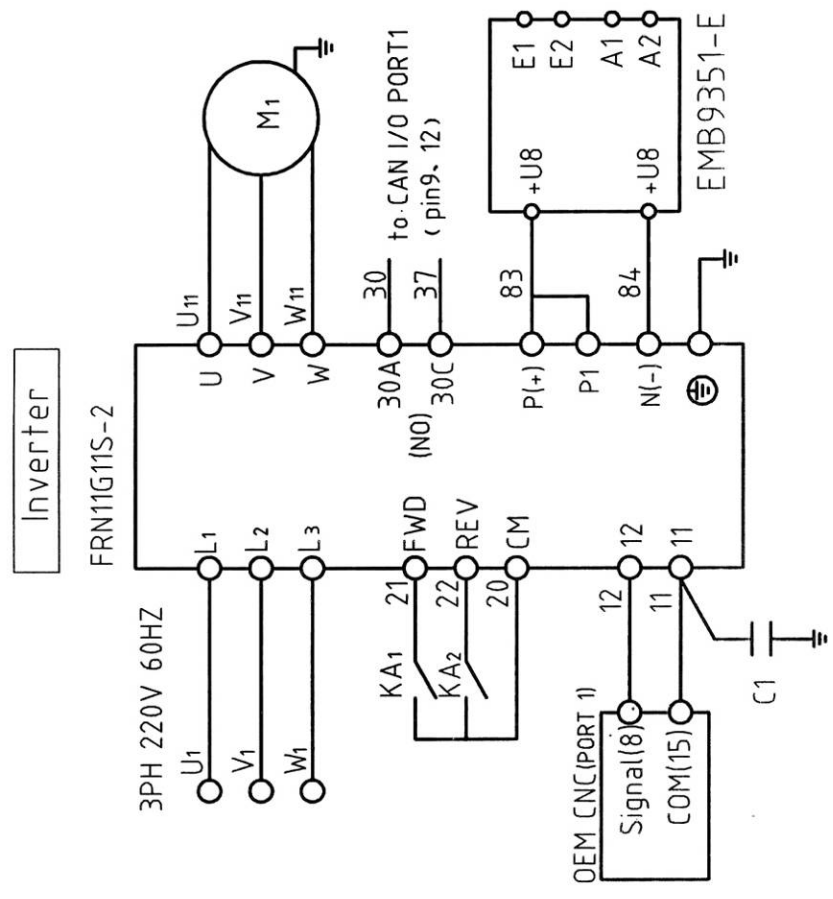 Inverter
FRN11G11S-2
3PH 220V 60HZ
U1
V1
W1
L1
L2
L3
U
V
W
U11
V11
W11
M1
KA1
KA2
21
22
20
FWD
REV
CM
30A
30C
(NO)
30
37
to CAN I/O PORT1
(pin9、12)
P(+)
P1
N(-)
83
84
+U8
+U8
E1
E2
A1
A2
EMB9351-E
OEM CNC(PORT 1)
Signal(8)
COM(15)
12
11
12
11
C1